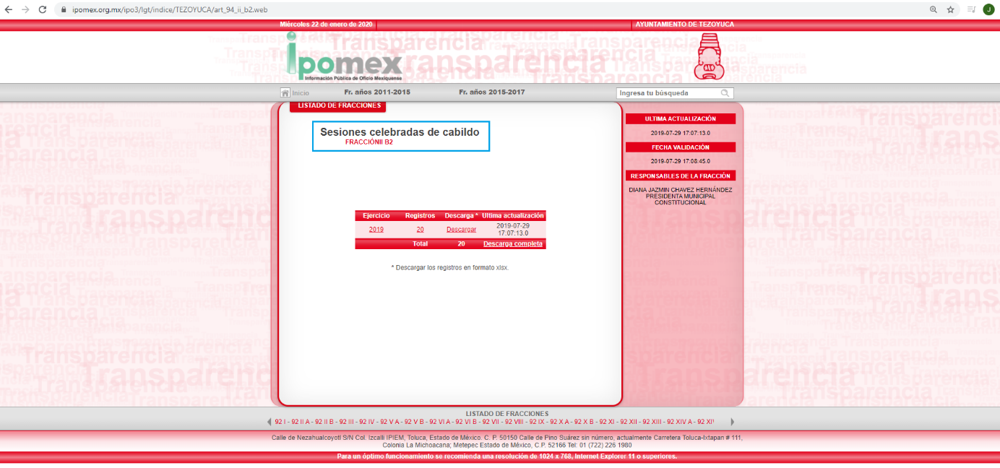 ipomex.org.mx/ipo3/lgt/indice/TEZOYUCA/art_94_ii_b2.web
J
Miércoles 22 de enero de 2020
AYUNTAMIENTO DE TEZOYUCA
ipomex
Información Pública de Oficio Mexiquense
Inicio
Fr. años 2011-2015
Fr. años 2015-2017
Ingresa tu búsqueda
LISTADO DE FRACCIONES
Sesiones celebradas de cabildo
FRACCIÓNII B2
Ejercicio Registros Descarga * Ultima actualización
2019 20 Descargar 2019-07-29
17:07:13.0
Total 20 Descarga completa
* Descargar los registros en formato xlsx.
ULTIMA ACTUALIZACIÓN
2019-07-29 17:07:13.0
FECHA VALIDACIÓN
2019-07-29 17:08:45.0
RESPONSABLES DE LA FRACCIÓN
DIANA JAZMIN CHAVEZ HERNÁNDEZ
PRESIDENTA MUNICIPAL
CONSTITUCIONAL
LISTADO DE FRACCIONES
92 I - 92 II A - 92 II B - 92 III - 92 IV - 92 V A - 92 V B - 92 VI A - 92 VI B - 92 VII - 92 VIII - 92 IX - 92 X A - 92 X B - 92 XI - 92 XII - 92 XIII - 92 XIV A - 92 XI
Calle de Nezahualcoyotl S/N Col. Izcalli IPIEM, Toluca, Estado de México. C. P. 50150 Calle de Pino Suárez sin número, actualmente Carretera Toluca-Ixtapan # 111,
Colonia La Michoacana; Metepec Estado de México, C.P. 52166 Tel: 01 (722) 226 1980
Para un óptimo funcionamiento se recomienda una resolución de 1024 x 768, Internet Explorer 11 o superiores.